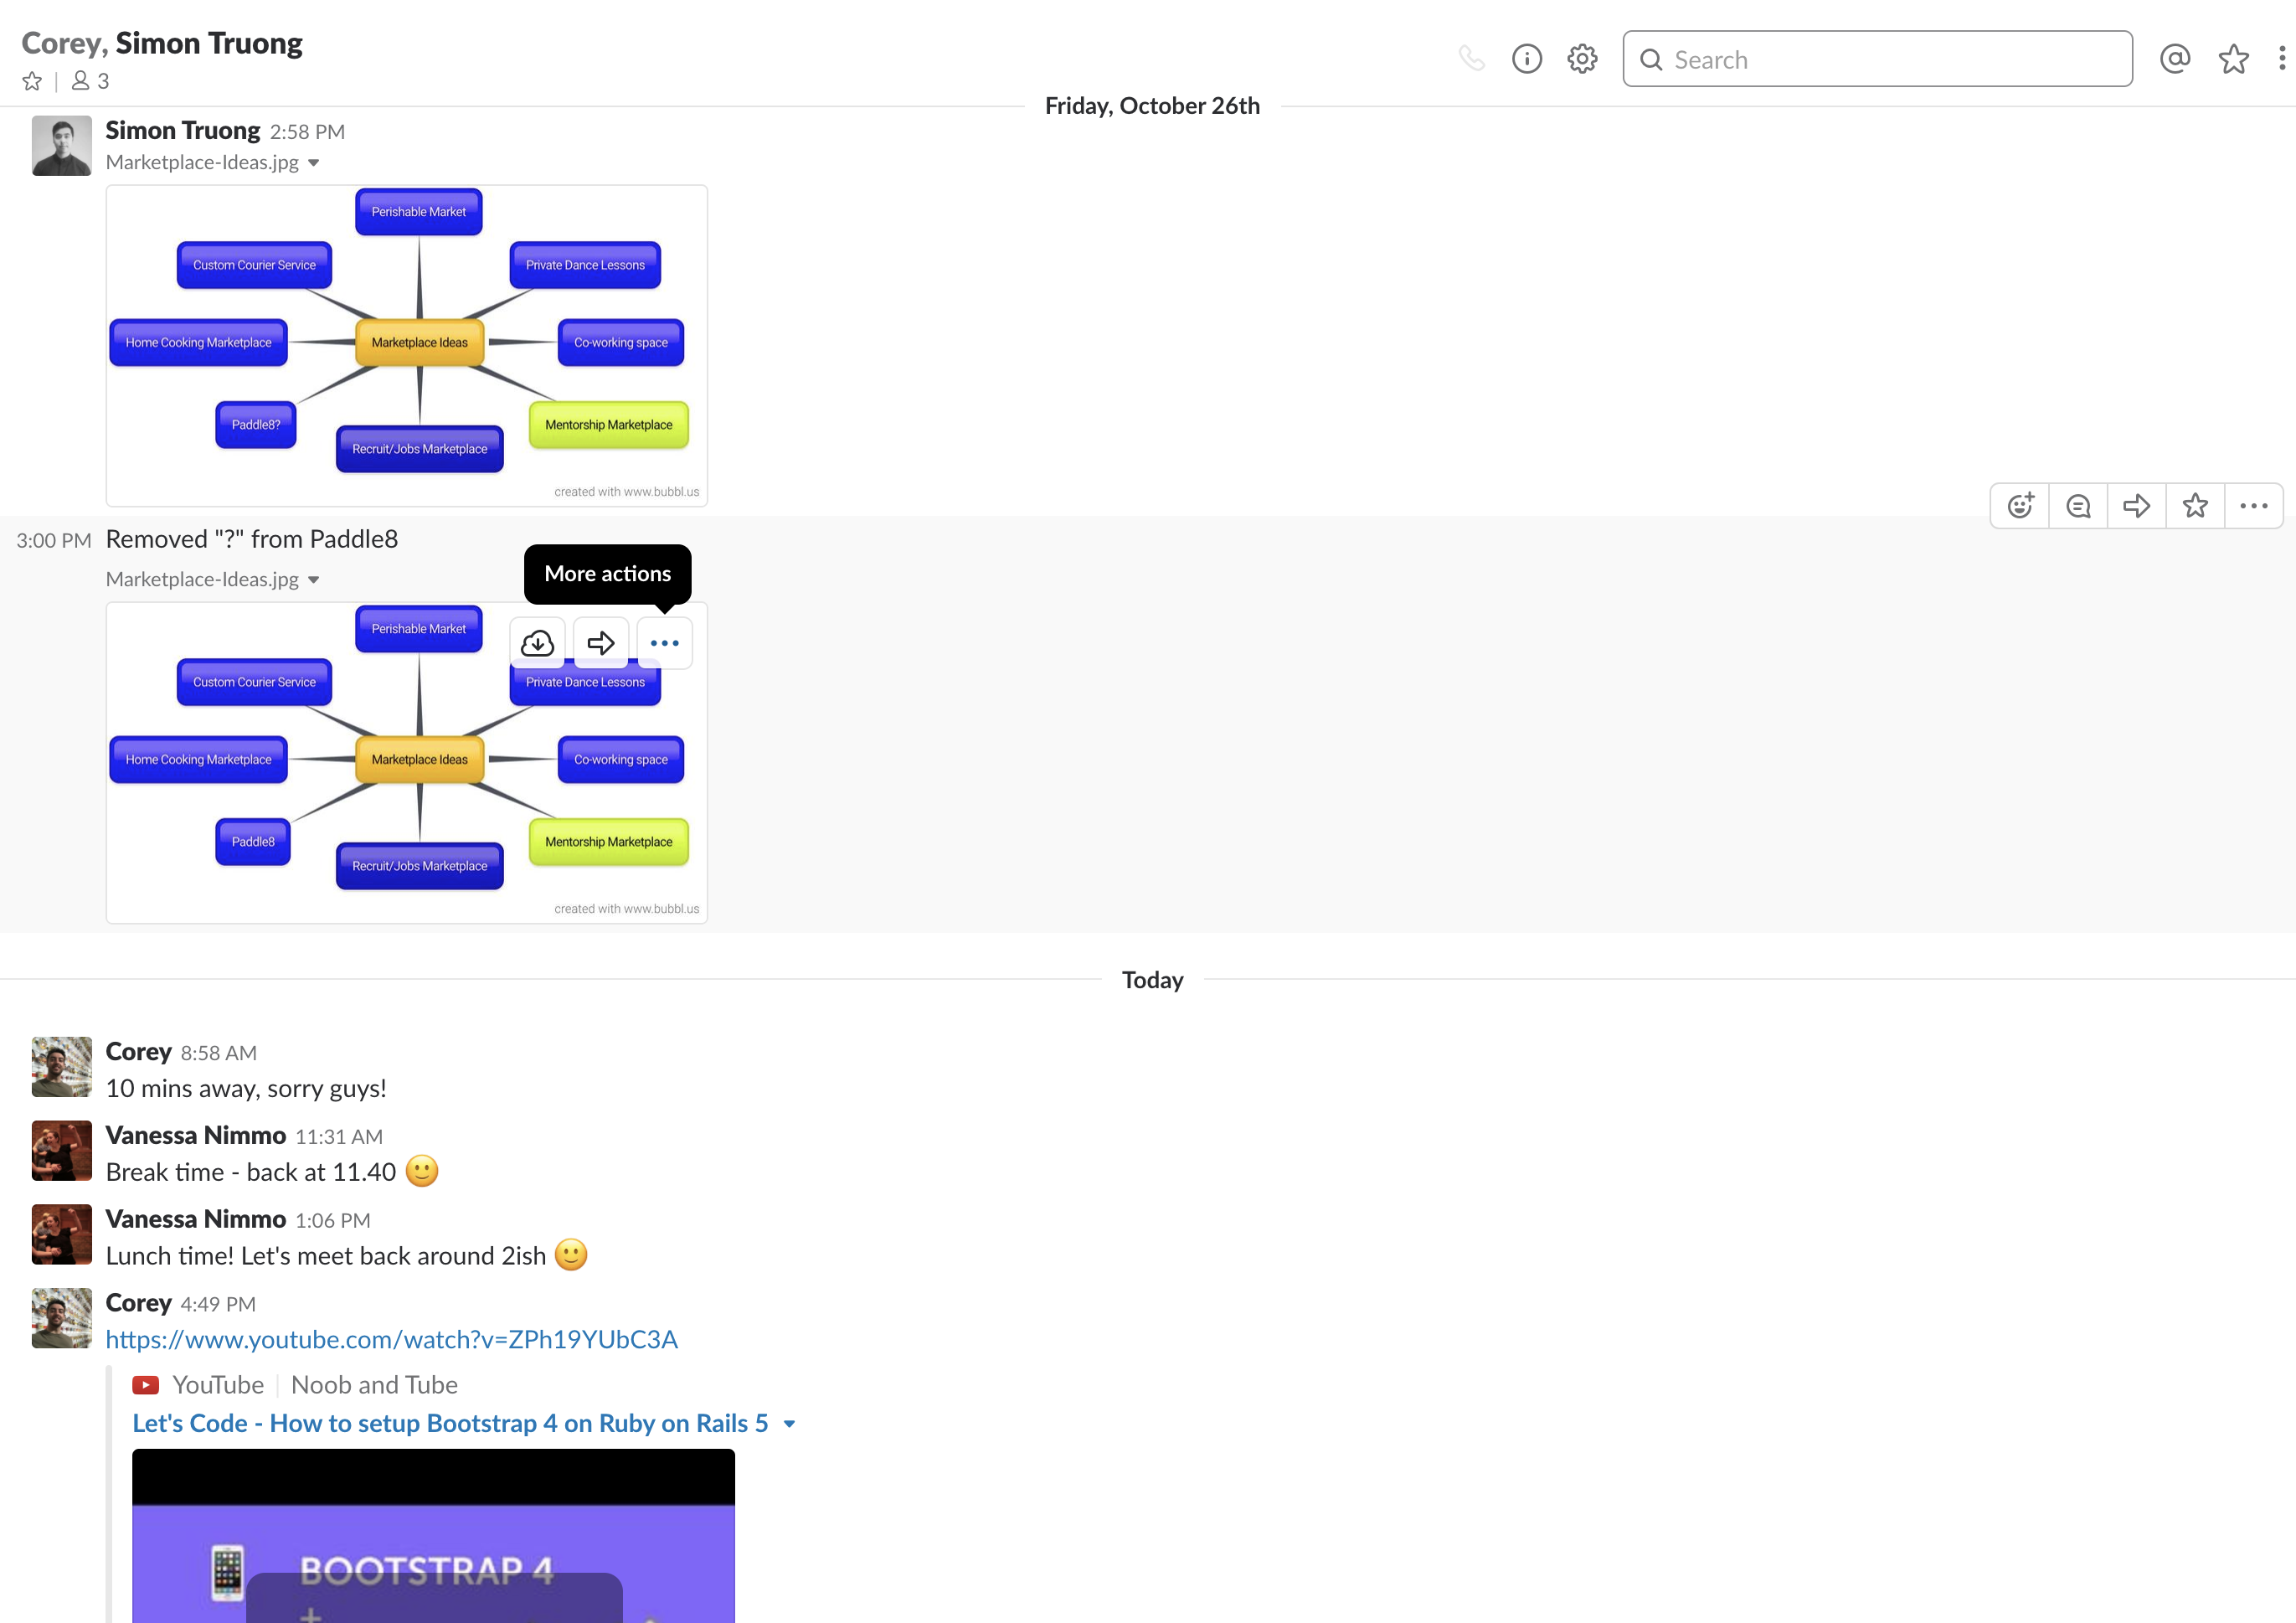 Corey, Simon Truong
3
Search
Friday, October 26th
Simon Truong 2:58 PM
Marketplace-Ideas.jpg
Perishable Market
Custom Courier Service
Private Dance Lessons
Home Cooking Marketplace
Marketplace Ideas
Co-working space
Paddle8?
Recruit/Jobs Marketplace
Mentorship Marketplace
created with www.bubbl.us
3:00 PM Removed "?" from Paddle8
Marketplace-Ideas.jpg
More actions
Perishable Market
Custom Courier Service
Private Dance Lessons
Home Cooking Marketplace
Marketplace Ideas
Co-working space
Paddle8
Recruit/Jobs Marketplace
Mentorship Marketplace
created with www.bubbl.us
Today
Corey 8:58 AM
10 mins away, sorry guys!
Vanessa Nimmo 11:31 AM
Break time - back at 11.40
Vanessa Nimmo 1:06 PM
Lunch time! Let's meet back around 2ish
Corey 4:49 PM
https://www.youtube.com/watch?v=ZPh19YUbC3A
YouTube Noob and Tube
Let's Code - How to setup Bootstrap 4 on Ruby on Rails 5
BOOTSTRAP 4
+